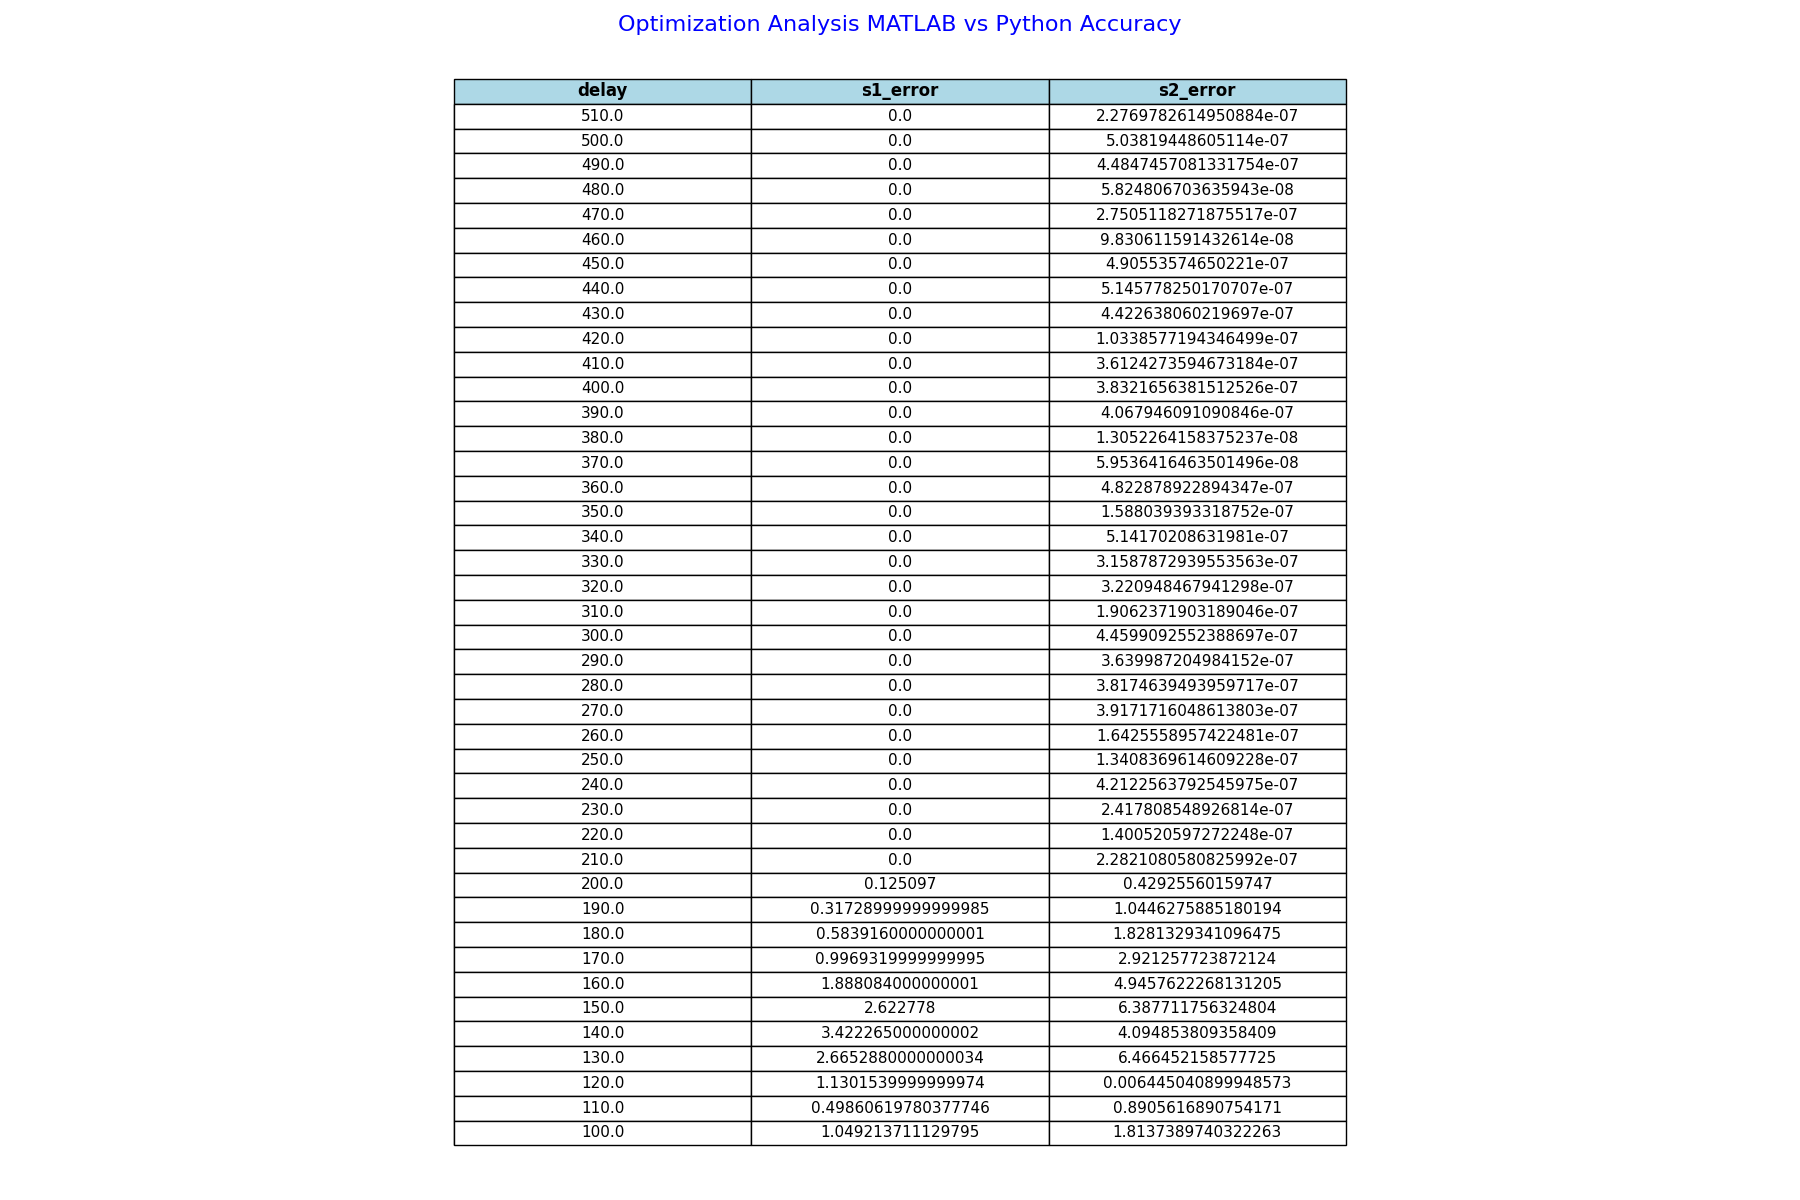 Optimization Analysis MATLAB vs Python Accuracy
delay s1_error s2_error
510.0 0.0 2.2769782614950884e-07
500.0 0.0 5.03819448605114e-07
490.0 0.0 4.4847457081331754e-07
480.0 0.0 5.824806703635943e-08
470.0 0.0 2.7505118271875517e-07
460.0 0.0 9.830611591432614e-08
450.0 0.0 4.90553574650221e-07
440.0 0.0 5.145778250170707e-07
430.0 0.0 4.422638060219697e-07
420.0 0.0 1.0338577194346499e-07
410.0 0.0 3.6124273594673184e-07
400.0 0.0 3.8321656381512526e-07
390.0 0.0 4.067946091090846e-07
380.0 0.0 1.3052264158375237e-08
370.0 0.0 5.9536416463501496e-08
360.0 0.0 4.822878922894347e-07
350.0 0.0 1.588039393318752e-07
340.0 0.0 5.14170208631981e-07
330.0 0.0 3.1587872939553563e-07
320.0 0.0 3.220948467941298e-07
310.0 0.0 1.9062371903189046e-07
300.0 0.0 4.4599092552388697e-07
290.0 0.0 3.639987204984152e-07
280.0 0.0 3.8174639493959717e-07
270.0 0.0 3.9171716048613803e-07
260.0 0.0 1.6425558957422481e-07
250.0 0.0 1.3408369614609228e-07
240.0 0.0 4.2122563792545975e-07
230.0 0.0 2.417808548926814e-07
220.0 0.0 1.400520597272248e-07
210.0 0.0 2.2821080580825992e-07
200.0 0.125097 0.42925560159747
190.0 0.31728999999999985 1.0446275885180194
180.0 0.5839160000000001 1.8281329341096475
170.0 0.9969319999999995 2.921257723872124
160.0 1.888084000000001 4.9457622268131205
150.0 2.622778 6.387711756324804
140.0 3.422265000000002 4.094853809358409
130.0 2.6652880000000034 6.466452158577725
120.0 1.1301539999999974 0.006445040899948573
110.0 0.49860619780377746 0.8905616890754171
100.0 1.049213711129795 1.8137389740322263